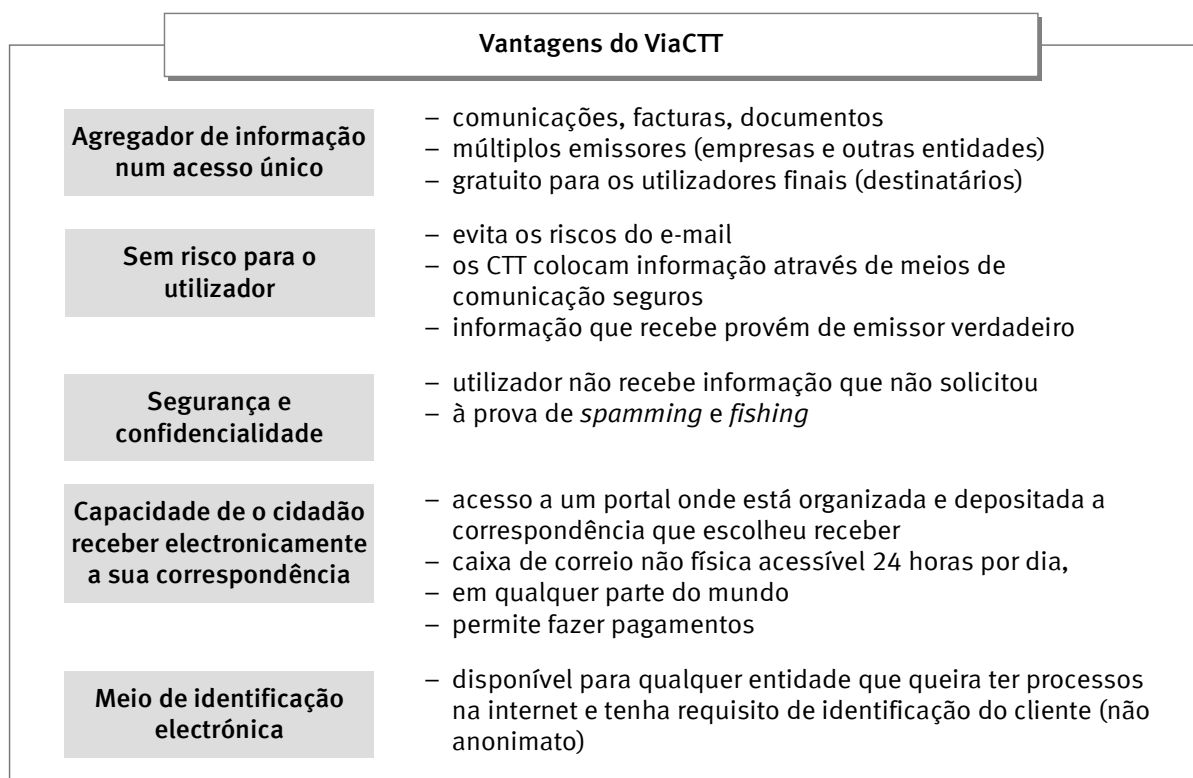 Vantagens do ViaCTT
Agregador de informação
num acesso único
– comunicações, facturas, documentos
– múltiplos emissores (empresas e outras entidades)
– gratuito para os utilizadores finais (destinatários)
Sem risco para o
utilizador
– evita os riscos do e-mail
– os CTT colocam informação através de meios de
comunicação seguros
– informação que recebe provém de emissor verdadeiro
Segurança e
confidencialidade
– utilizador não recebe informação que não solicitou
– à prova de spamming e fishing
Capacidade de o cidadão
receber electronicamente
a sua correspondência
– acesso a um portal onde está organizada e depositada a
correspondência que escolheu receber
– caixa de correio não física acessível 24 horas por dia,
– em qualquer parte do mundo
– permite fazer pagamentos
Meio de identificação
electrónica
– disponível para qualquer entidade que queira ter processos
na internet e tenha requisito de identificação do cliente (não
anonimato)